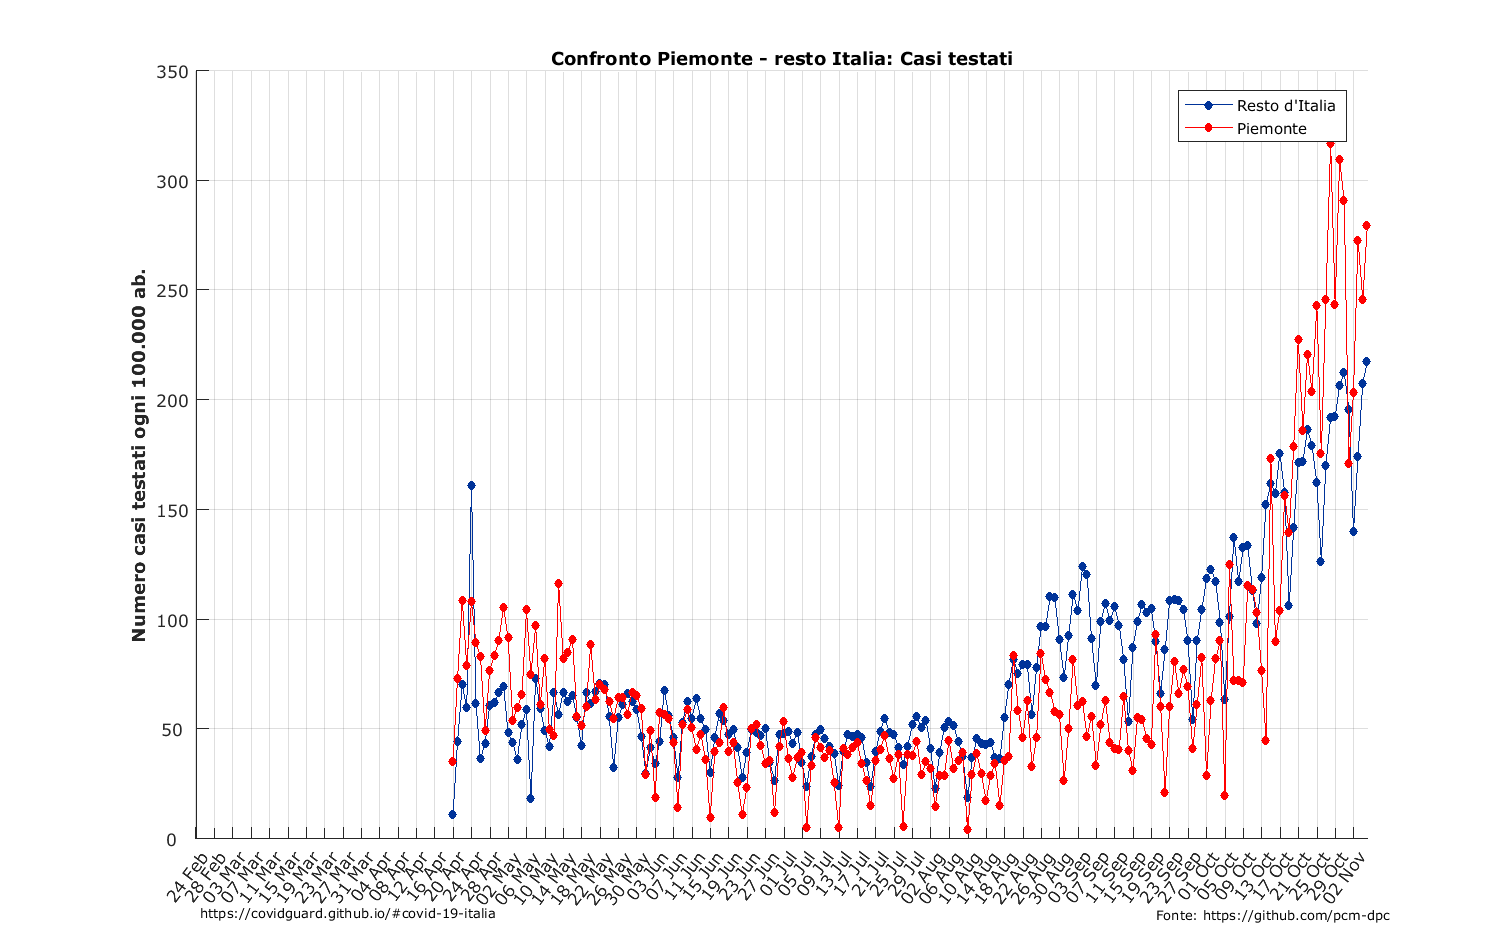 Confronto Piemonte - resto Italia: Casi testati
Numero casi testati ogni 100.000 ab.
350
300
250
200
150
100
50
0
Resto d'Italia
Piemonte
24 Feb
28 Feb
03 Mar
07 Mar
11 Mar
15 Mar
19 Mar
23 Mar
27 Mar
31 Mar
04 Apr
08 Apr
12 Apr
16 Apr
20 Apr
24 Apr
28 Apr
02 May
06 May
10 May
14 May
18 May
22 May
26 May
30 May
03 Jun
07 Jun
11 Jun
15 Jun
19 Jun
23 Jun
27 Jun
01 Jul
05 Jul
09 Jul
13 Jul
17 Jul
21 Jul
25 Jul
29 Jul
02 Aug
06 Aug
10 Aug
14 Aug
18 Aug
22 Aug
26 Aug
30 Aug
03 Sep
07 Sep
11 Sep
15 Sep
19 Sep
23 Sep
27 Sep
01 Oct
05 Oct
09 Oct
13 Oct
17 Oct
21 Oct
25 Oct
29 Oct
02 Nov
https://covidguard.github.io/#covid-19-italia
Fonte: https://github.com/pcm-dpc